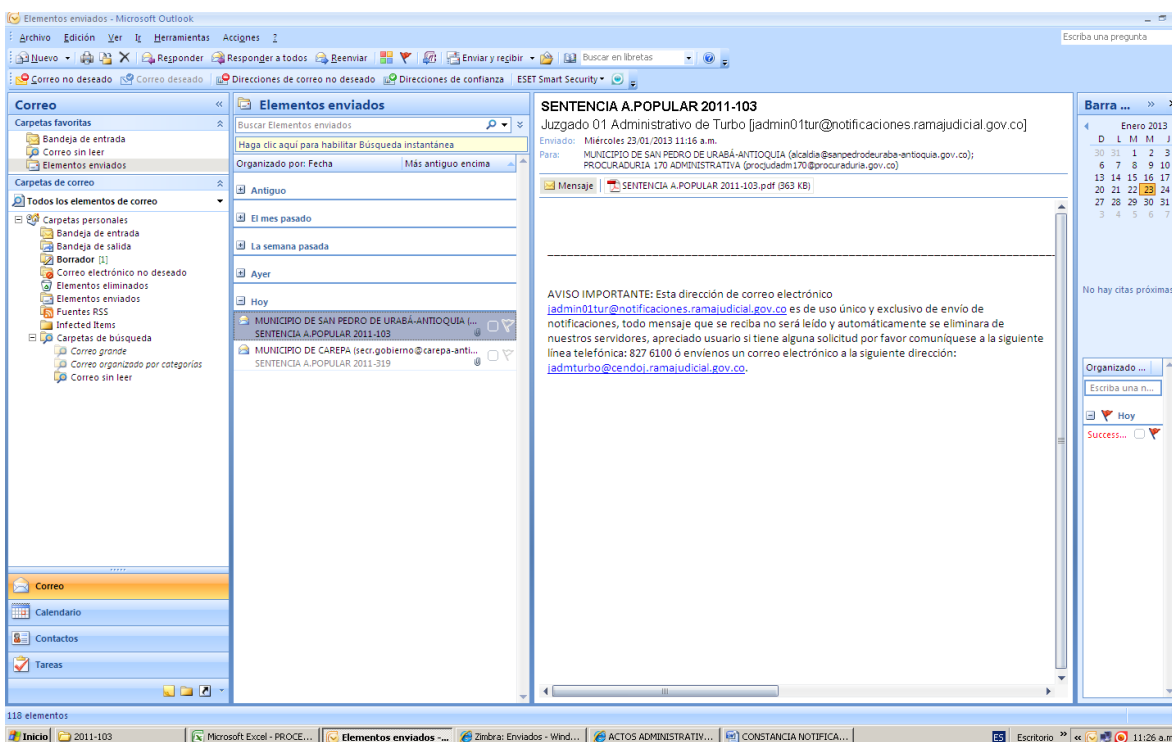 Elementos enviados - Microsoft Outlook
Archivo Edición Ver Ir Herramientas Acciones ?
Escriba una pregunta
Nuevo Responder Responder a todos Reenviar Enviar y recibir Buscar en libretas
Correo no deseado Correo deseado Direcciones de correo no deseado Direcciones de confianza ESET Smart Security
Correo
Carpetas favoritas
Bandeja de entrada
Correo sin leer
Elementos enviados
Carpetas de correo
Todos los elementos de correo
Carpetas personales
Bandeja de entrada
Bandeja de salida
Borrador [1]
Correo electrónico no deseado
Elementos eliminados
Elementos enviados
Fuentes RSS
Infected Items
Carpetas de búsqueda
Correo grande
Correo organizado por categorías
Correo sin leer
Correo
Calendario
Contactos
Tareas
Elementos enviados
Buscar Elementos enviados
Haga clic aquí para habilitar Búsqueda instantánea
Organizado por: Fecha Más antiguo encima
Antiguo
El mes pasado
La semana pasada
Ayer
Hoy
MUNICIPIO DE SAN PEDRO DE URABÁ-ANTIOQUIA (...
SENTENCIA A.POPULAR 2011-103
MUNICIPIO DE CAREPA (secr.gobierno@carepa-anti...
SENTENCIA A.POPULAR 2011-319
SENTENCIA A.POPULAR 2011-103
Juzgado 01 Administrativo de Turbo [jadmin01tur@notificaciones.ramajudicial.gov.co]
Enviado: Miércoles 23/01/2013 11:16 a.m.
Para: MUNICIPIO DE SAN PEDRO DE URABÁ-ANTIOQUIA (alcaldia@sanpedrodeuraba-antioquia.gov.co);
PROCURADURIA 170 ADMINISTRATIVA (procjudadm170@procuraduria.gov.co)
Mensaje SENTENCIA A.POPULAR 2011-103.pdf (363 KB)
AVISO IMPORTANTE: Esta dirección de correo electrónico
jadmin01tur@notificaciones.ramajudicial.gov.co es de uso único y exclusivo de envío de
notificaciones, todo mensaje que se reciba no será leído y automáticamente se eliminara de
nuestros servidores, apreciado usuario si tiene alguna solicitud por favor comuníquese a la siguiente
línea telefónica: 827 6100 ó envíenos un correo electrónico a la siguiente dirección:
jadmturbo@cendoj.ramajudicial.gov.co.
Barra ...
Enero 2013
D L M M J
30 31 1 2 3
6 7 8 9 10
13 14 15 16 17
20 21 22 23 24
27 28 29 30 31
3 4 5 6 7
No hay citas próximas
Organizado ...
Escriba una n...
Hoy
Success...
118 elementos
Inicio 2011-103 Microsoft Excel - PROCE... Elementos enviados -... Zimbra: Enviados - Wind... ACTOS ADMINISTRATIV... CONSTANCIA NOTIFICA... ES Escritorio 11:26 a.m